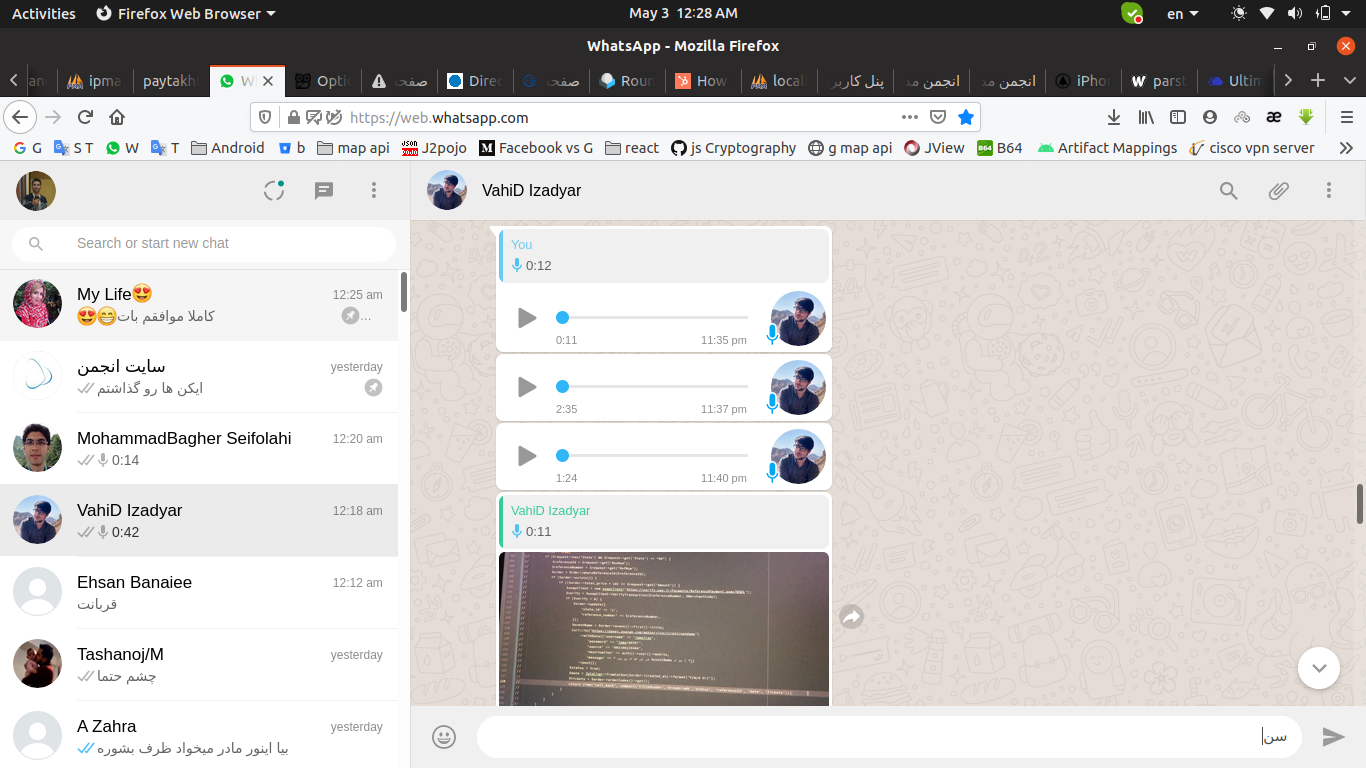 Activities Firefox Web Browser May 3 12:28 AM en
WhatsApp - Mozilla Firefox
ipma paytakh W Optio صفحه Direc صفحه Roun How locall پنل کاربر انجمن مد انجمن مد iPhon parst Ultim
https://web.whatsapp.com
G S T W T Android b map api J2pojo Facebook vs G react js Cryptography g map api JView B64 Artifact Mappings cisco vpn server
VahiD Izadyar
Search or start new chat
My Life😍 12:25 am
کاملا موافقم بات😁😍 ...
سایت انجمن yesterday
ایکن ها رو گذاشتم
MohammadBagher Seifolahi 12:20 am
0:14
VahiD Izadyar 12:18 am
0:42
Ehsan Banaiee 12:12 am
قربانت
Tashanoj/M yesterday
چشم حتما
A Zahra yesterday
بیا اینور مادر میخواد ظرف بشوره
You
0:12
0:11 11:35 pm
2:35 11:37 pm
1:24 11:40 pm
VahiD Izadyar
0:11
سن